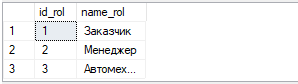 id_rol name_rol
1 1 Заказчик
2 2 Менеджер
3 3 Автомех...